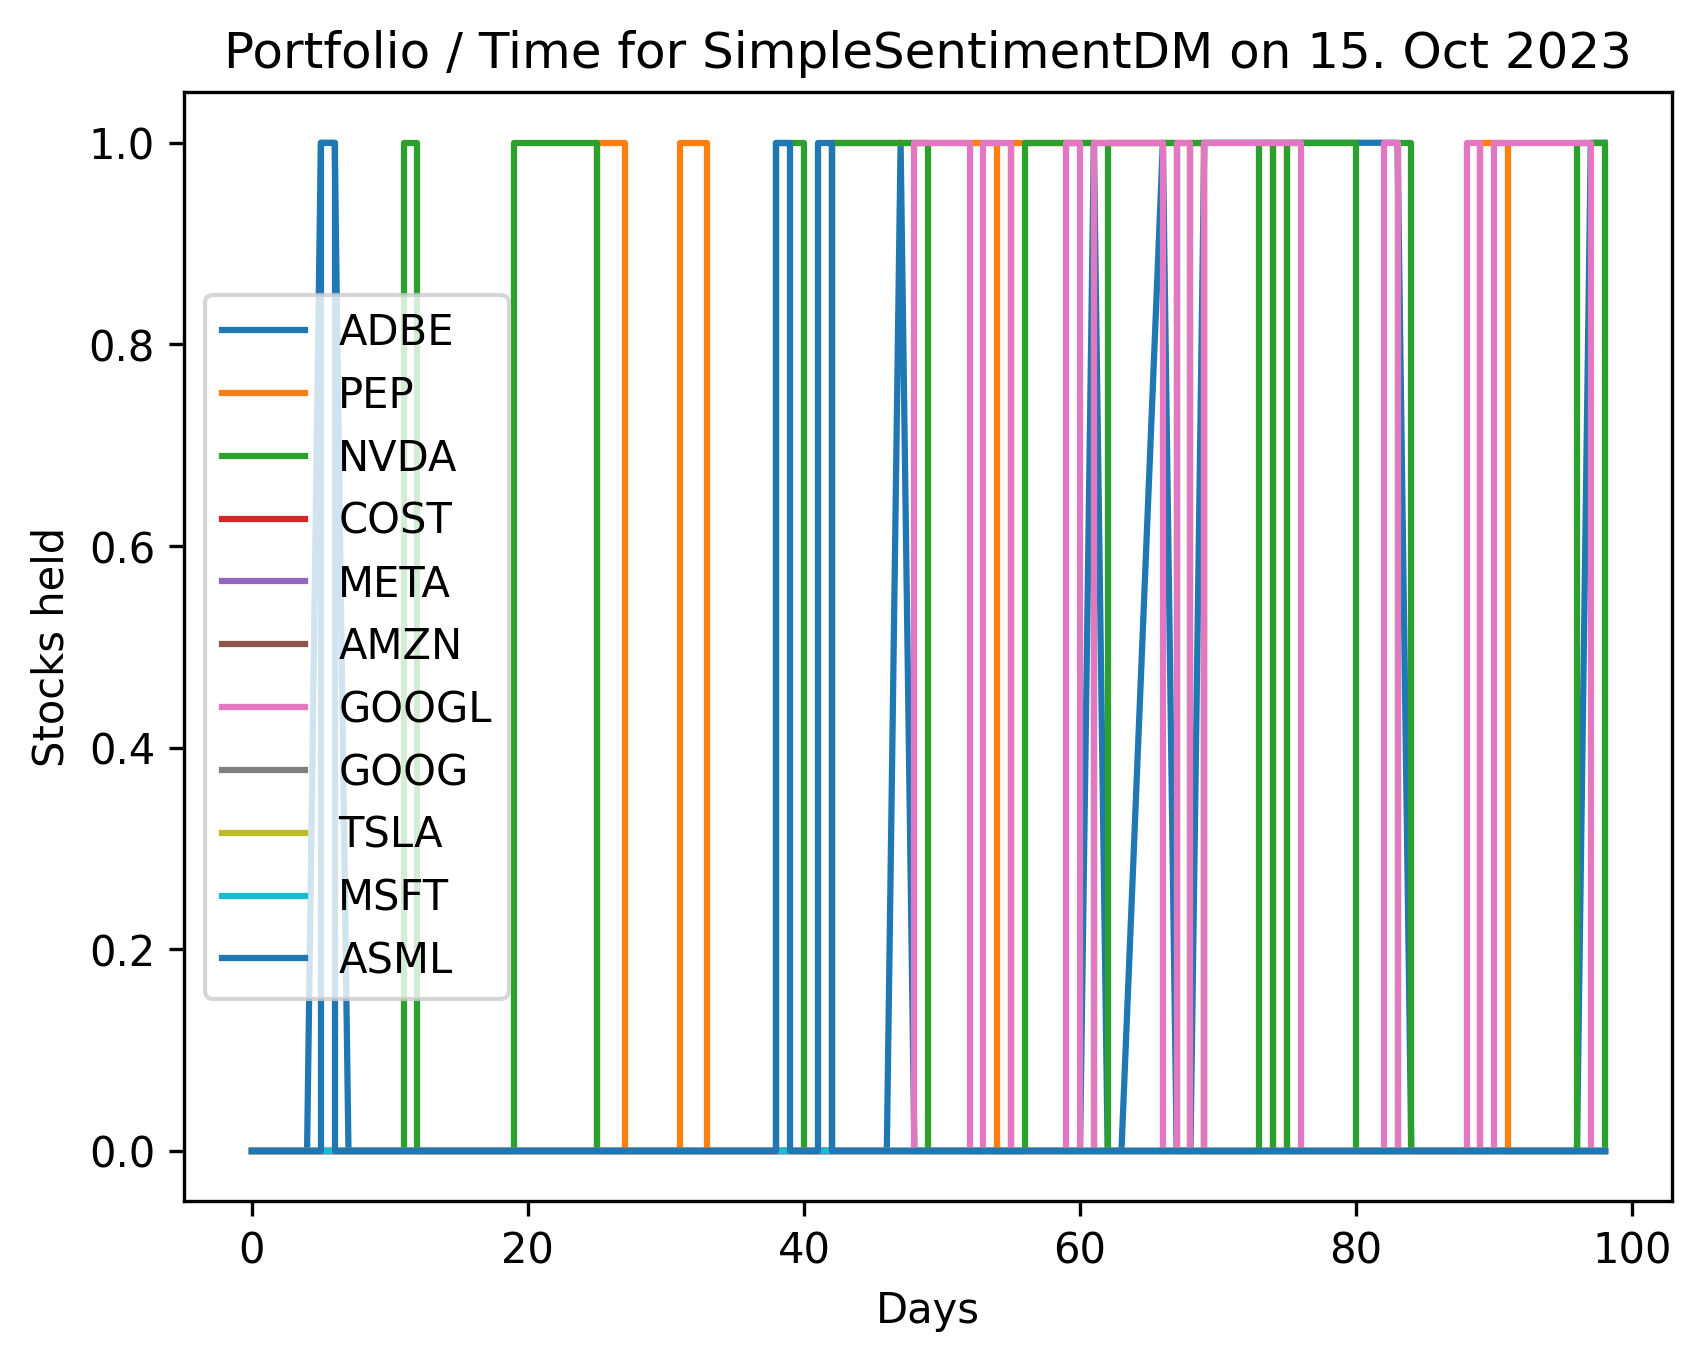 Portfolio / Time for SimpleSentimentDM on 15. Oct 2023
1.0
0.8
0.6
0.4
0.2
0.0
Stocks held
ADBE
PEP
NVDA
COST
META
AMZN
GOOGL
GOOG
TSLA
MSFT
ASML
0 20 40 60 80 100
Days